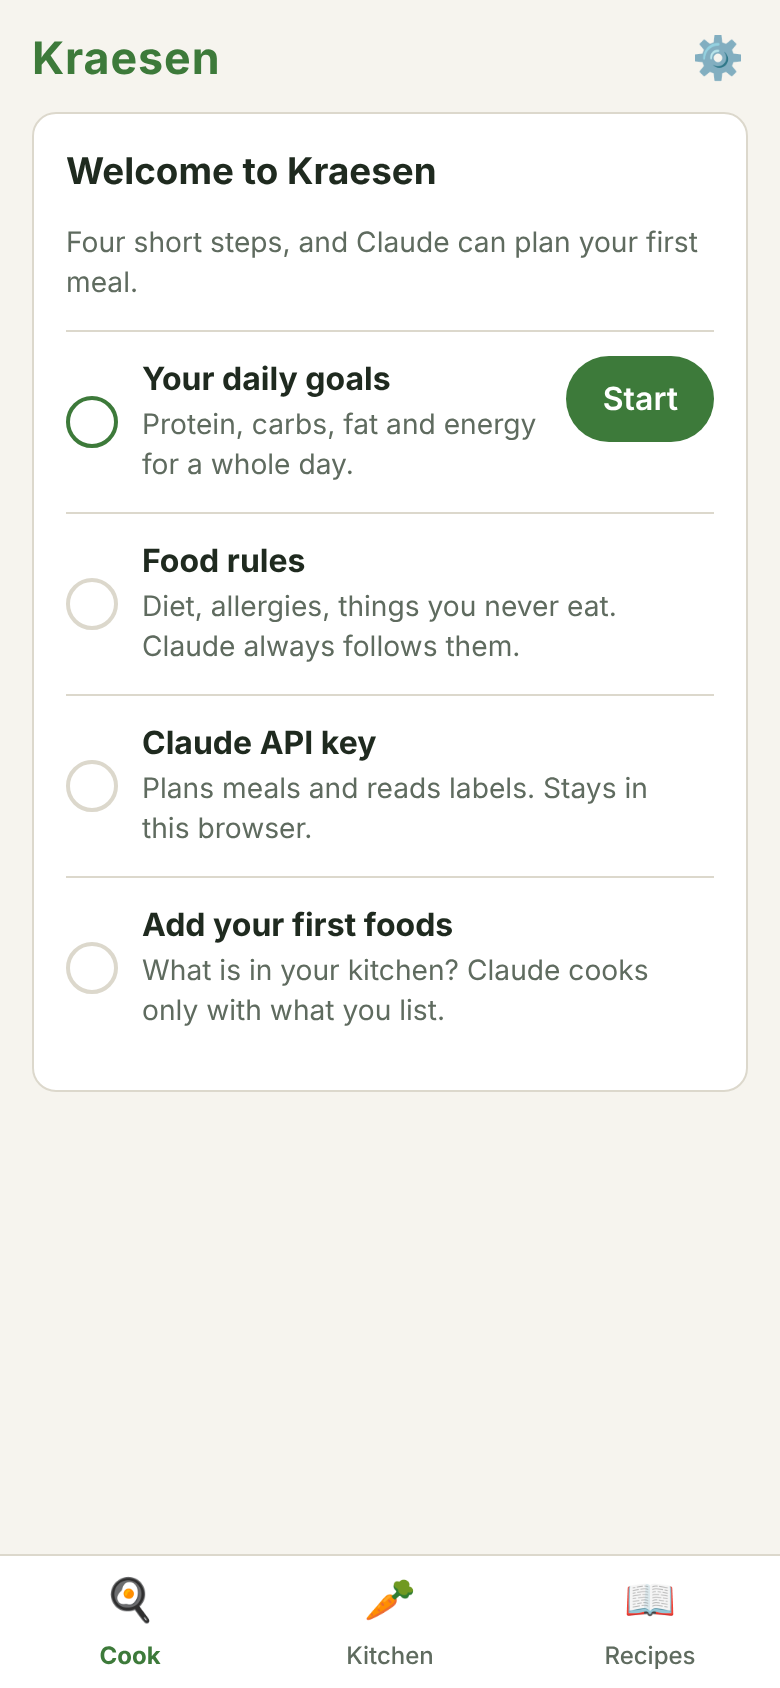 Kraesen
Welcome to Kraesen
Four short steps, and Claude can plan your first
meal.
Your daily goals
Protein, carbs, fat and energy
for a whole day.
Start
Food rules
Diet, allergies, things you never eat.
Claude always follows them.
Claude API key
Plans meals and reads labels. Stays in
this browser.
Add your first foods
What is in your kitchen? Claude cooks
only with what you list.
Cook
Kitchen
Recipes